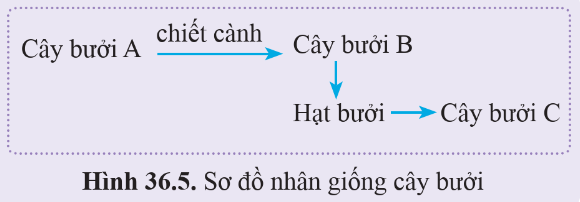 Cây bưởi A chiết cành Cây bưởi B
Hạt bưởi Cây bưởi C
Hình 36.5. Sơ đồ nhân giống cây bưởi